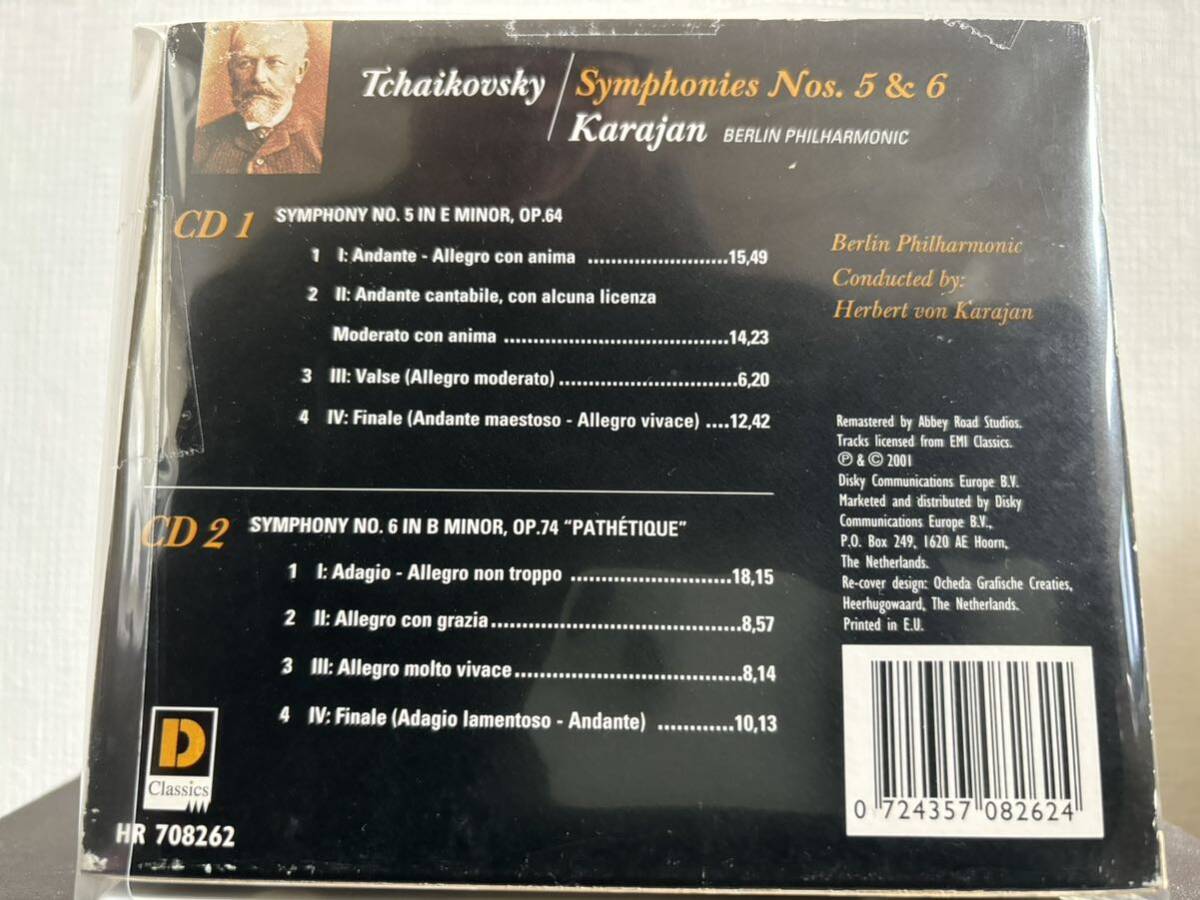 Tchaikovsky / Symphonies Nos. 5 & 6
Karajan BERLIN PHILHARMONIC
CD 1 SYMPHONY NO. 5 IN E MINOR, OP.64
1 I: Andante - Allegro con anima ........................15,49
2 II: Andante cantabile, con alcuna licenza
Moderato con anima .......................................14,23
3 III: Valse (Allegro moderato)...............................6,20
4 IV: Finale (Andante maestoso - Allegro vivace) ....12,42
Berlin Philharmonic
Conducted by:
Herbert von Karajan
Remastered by Abbey Road Studios.
Tracks licensed from EMI Classics.
℗ & © 2001
Disky Communications Europe B.V.
Marketed and distributed by Disky
Communications Europe B.V.,
P.O. Box 249, 1620 AE Hoorn,
The Netherlands.
Re-cover design: Ocheda Grafische Creaties,
Heerhugowaard, The Netherlands.
Printed in E.U.
CD 2 SYMPHONY NO. 6 IN B MINOR, OP.74 “PATHÉTIQUE”
1 I: Adagio - Allegro non troppo ...........................18,15
2 II: Allegro con grazia...........................................8,57
3 III: Allegro molto vivace.......................................8,14
4 IV: Finale (Adagio lamentoso - Andante) ............10,13
D
Classics
HR 708262
0 724357 082624